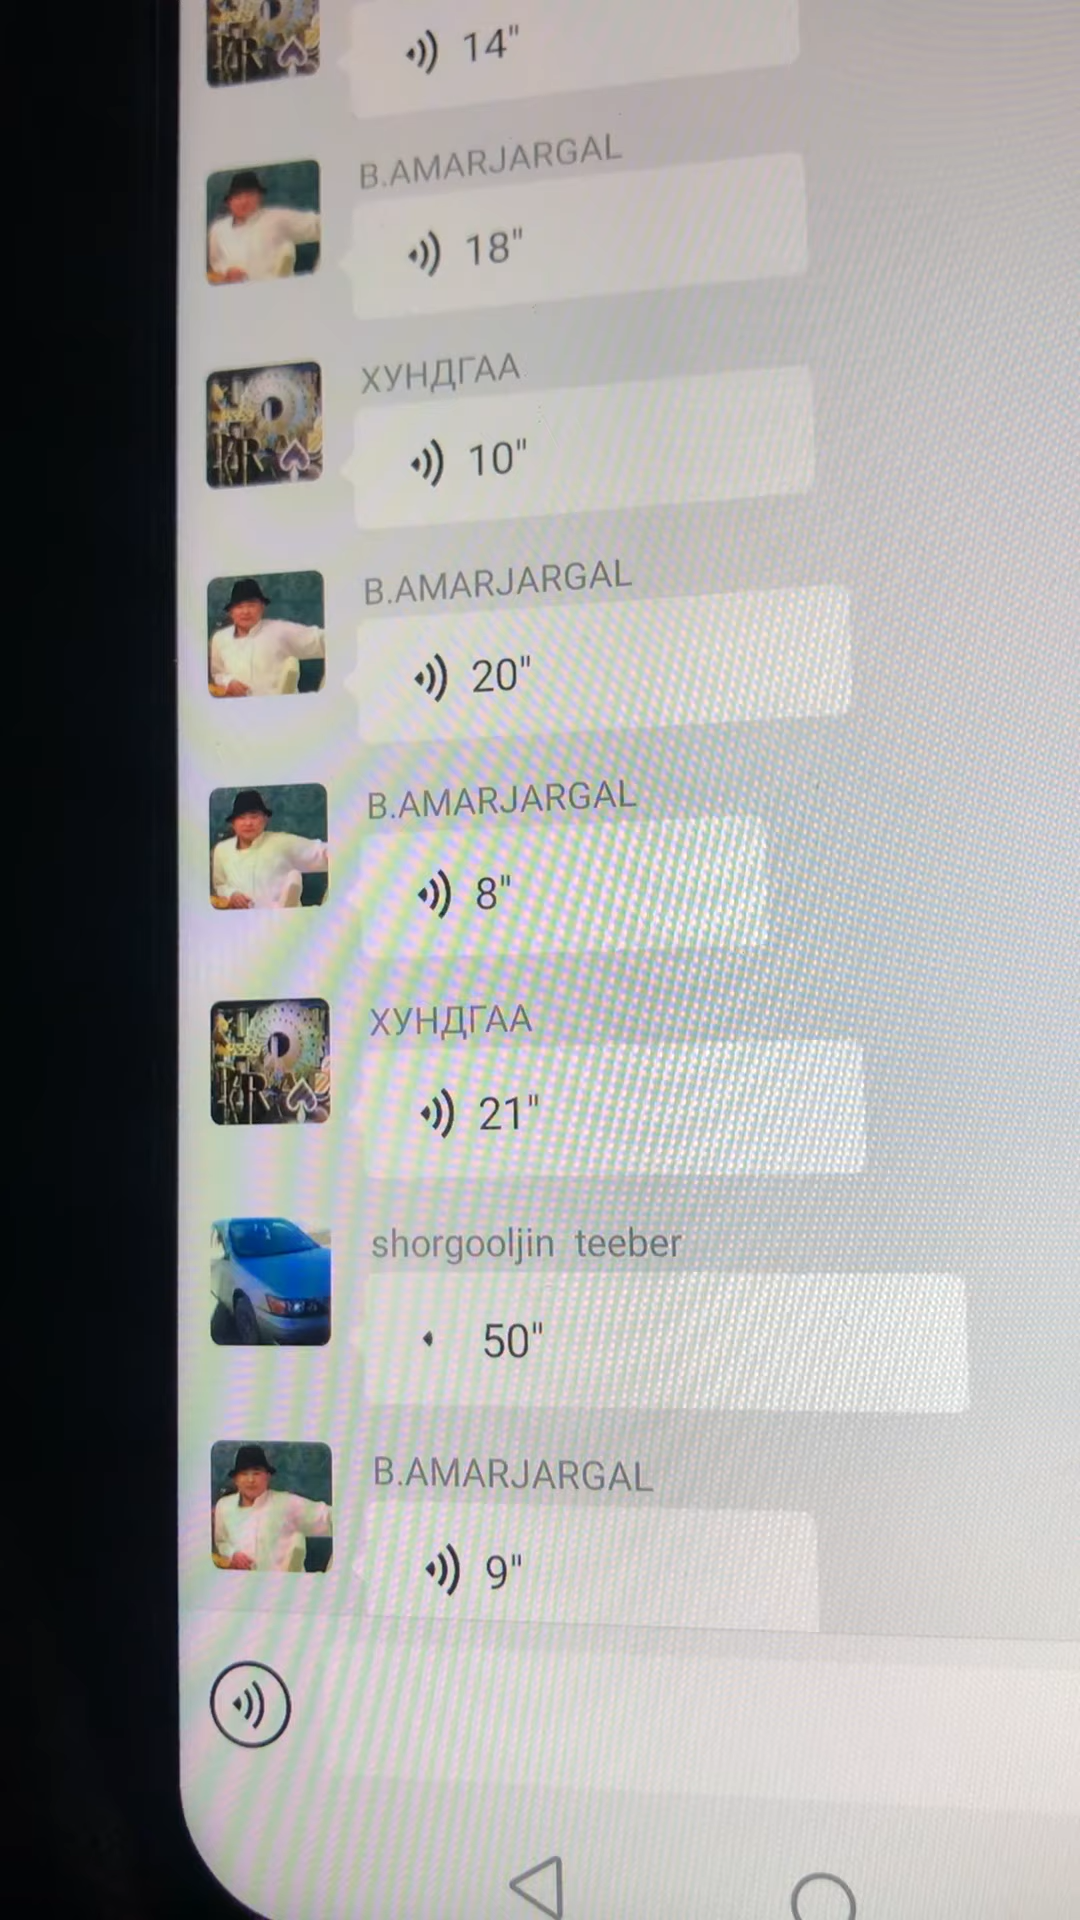 14"
B.AMARJARGAL
18"
ХУНДГАА
10"
B.AMARJARGAL
20"
B.AMARJARGAL
8"
ХУНДГАА
21"
shorgooljin teeber
50"
B.AMARJARGAL
9"